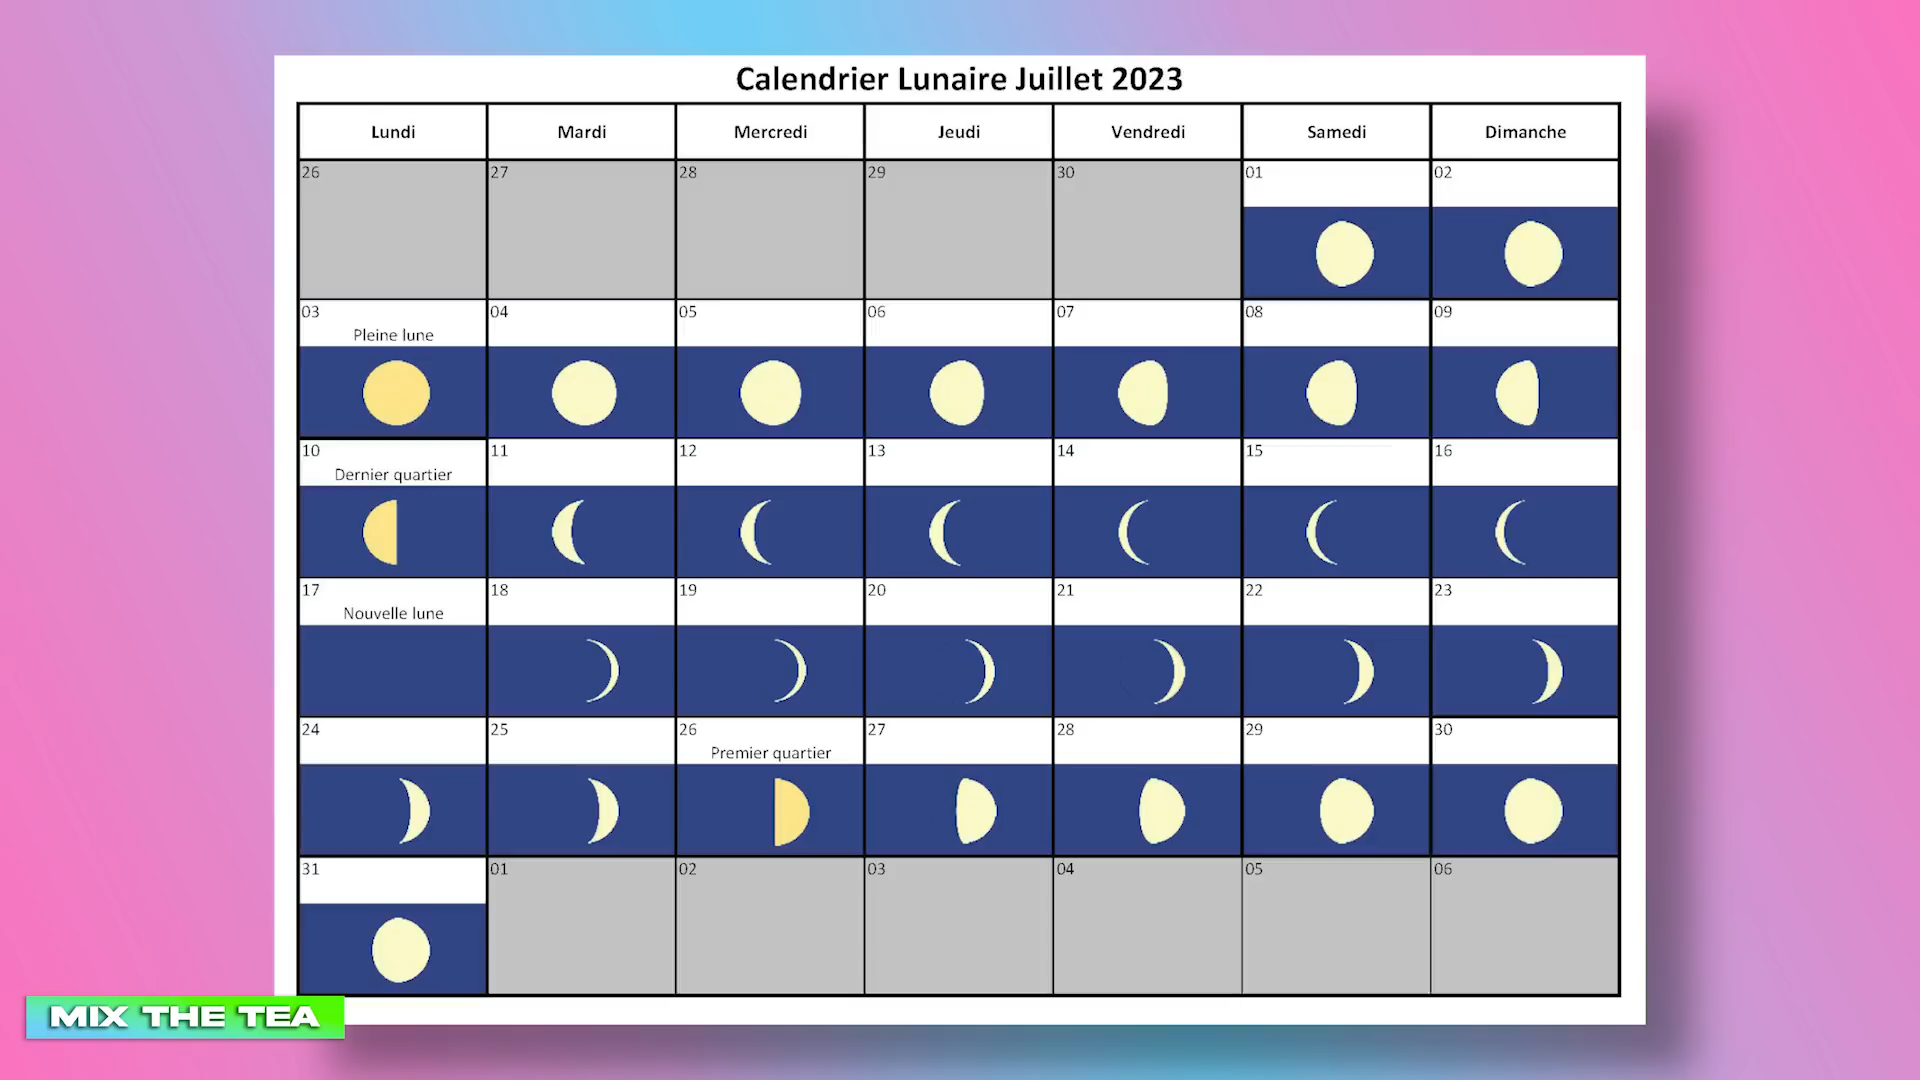 Calendrier Lunaire Juillet 2023
Lundi Mardi Mercredi Jeudi Vendredi Samedi Dimanche
26 27 28 29 30 01 02
03 04 05 06 07 08 09
Pleine lune
10 11 12 13 14 15 16
Dernier quartier
17 18 19 20 21 22 23
Nouvelle lune
24 25 26 27 28 29 30
Premier quartier
31 01 02 03 04 05 06
MIX THE TEA